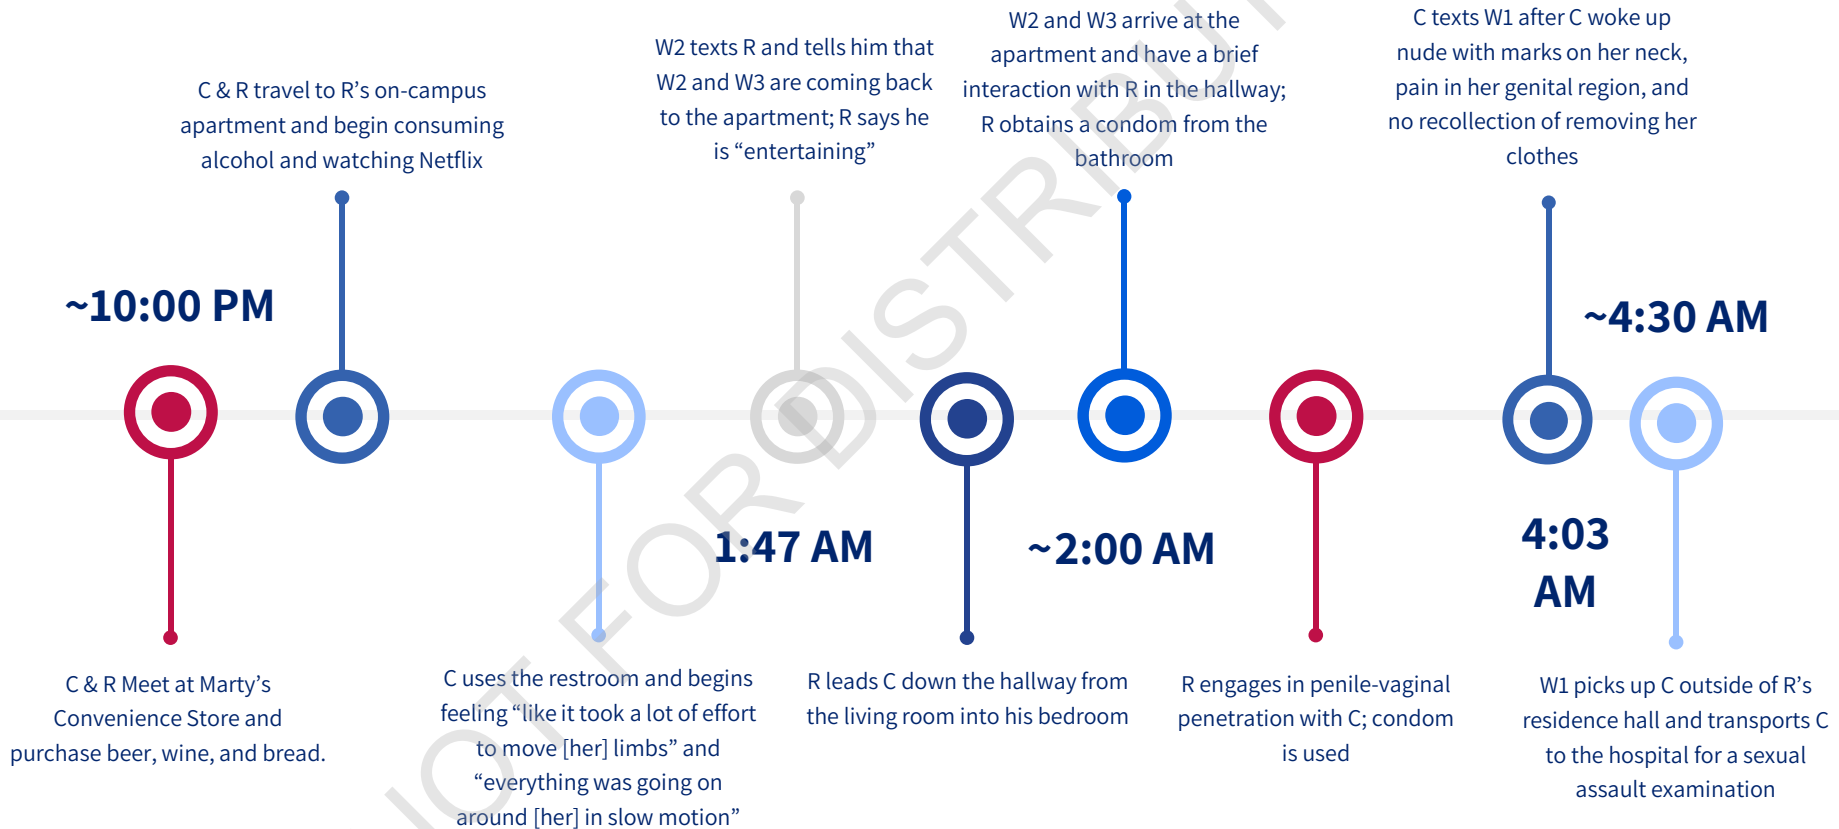 C & R travel to R’s on-campus
apartment and begin consuming
alcohol and watching Netflix
W2 texts R and tells him that
W2 and W3 are coming back
to the apartment; R says he
is “entertaining”
W2 and W3 arrive at the
apartment and have a brief
interaction with R in the hallway;
R obtains a condom from the
bathroom
C texts W1 after C woke up
nude with marks on her neck,
pain in her genital region, and
no recollection of removing her
clothes
~10:00 PM
~4:30 AM
1:47 AM
~2:00 AM
4:03
AM
C & R Meet at Marty’s
Convenience Store and
purchase beer, wine, and bread.
C uses the restroom and begins
feeling “like it took a lot of effort
to move [her] limbs” and
“everything was going on
around [her] in slow motion”
R leads C down the hallway from
the living room into his bedroom
R engages in penile-vaginal
penetration with C; condom
is used
W1 picks up C outside of R’s
residence hall and transports C
to the hospital for a sexual
assault examination
OT FOR DISTRIBUT